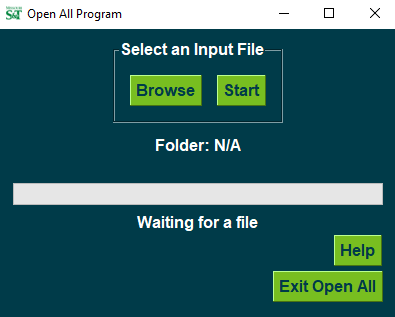 S&T
Open All Program
Select an Input File
Browse Start
Folder: N/A
Waiting for a file
Help
Exit Open All